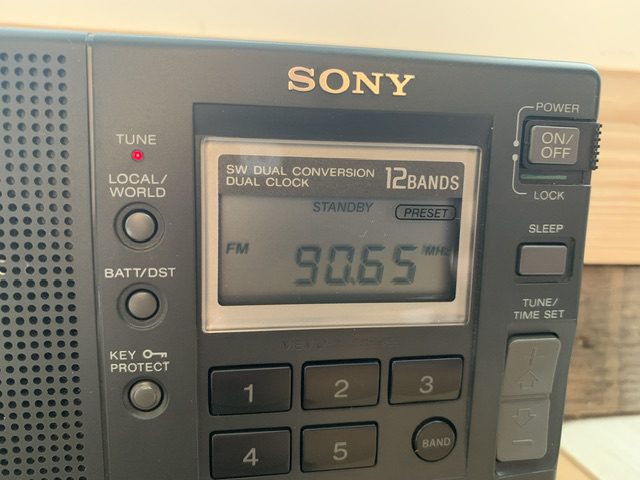 SONY
POWER
ON/
OFF
LOCK
TUNE
LOCAL/
WORLD
SW DUAL CONVERSION
DUAL CLOCK
12BANDS
STANDBY
PRESET
FM
90.65
MHz
SLEEP
BATT/DST
TUNE/
TIME SET
KEY
PROTECT
1
2
3
4
5
BAND
+
-